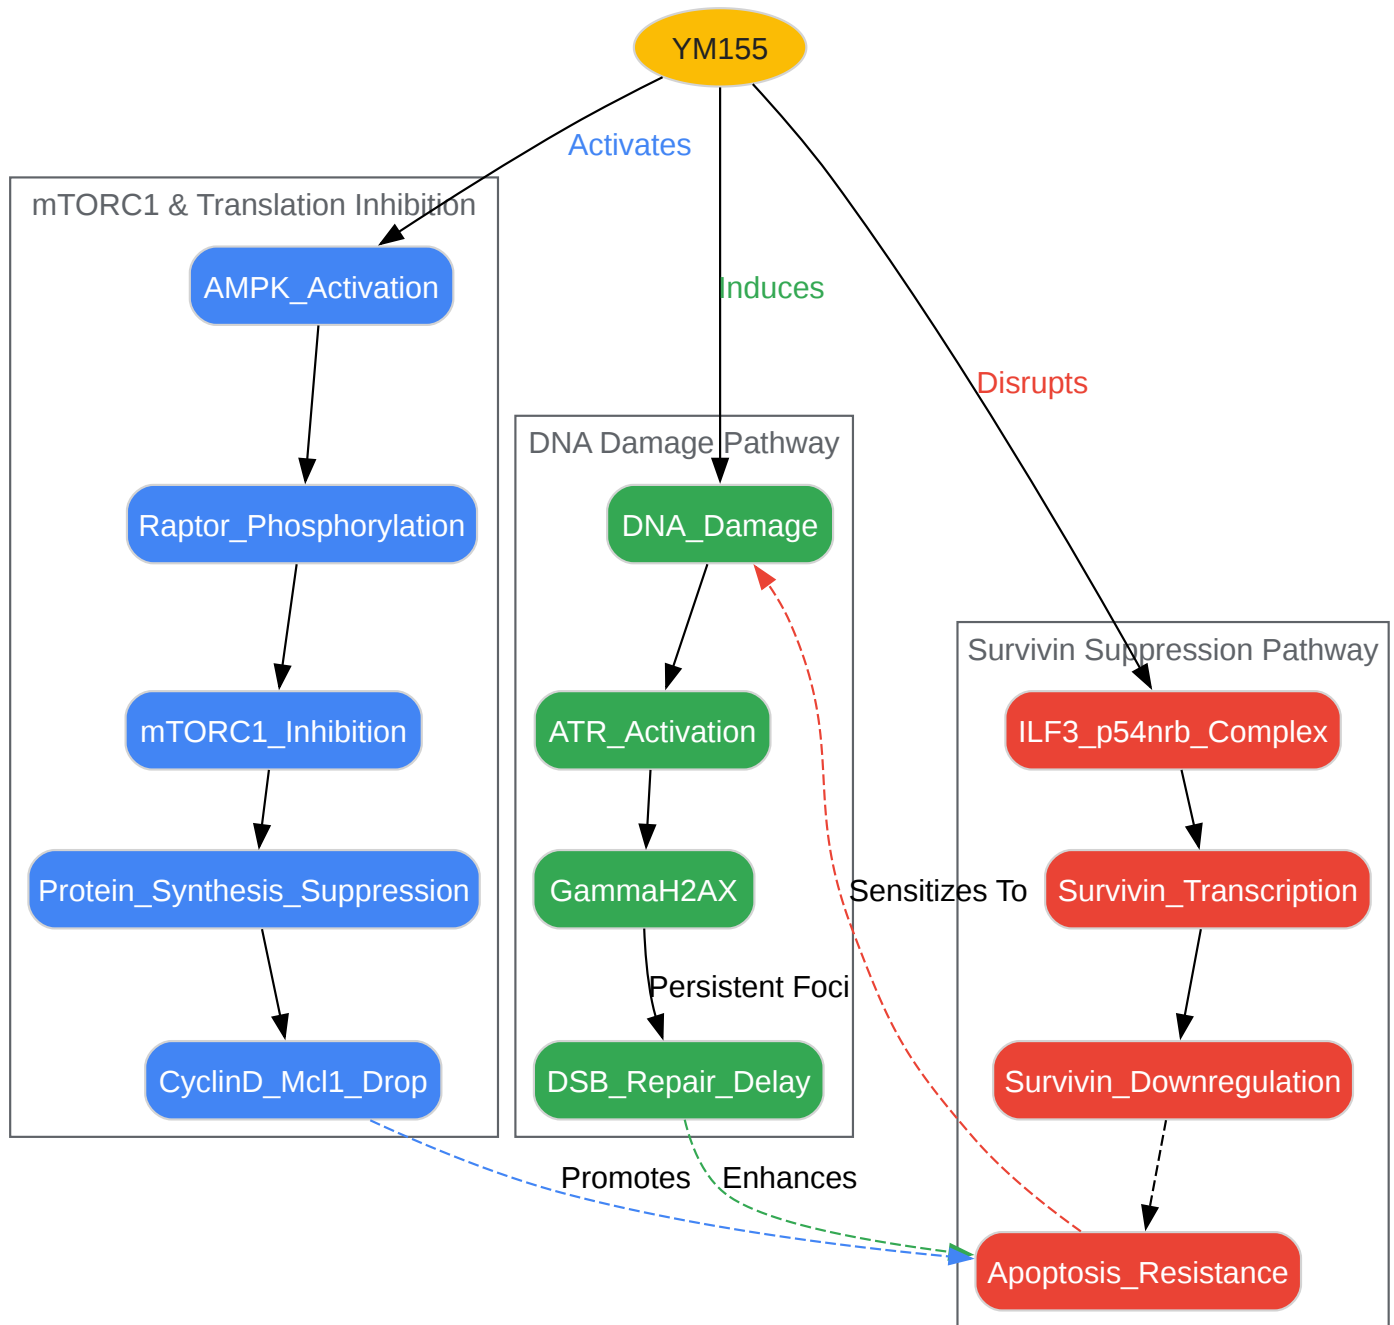 YM155
Activates
mTORC1 & Translation Inhibition
AMPK_Activation
Induces
Disrupts
DNA Damage Pathway
Raptor_Phosphorylation
DNA_Damage
Survivin Suppression Pathway
mTORC1_Inhibition
ATR_Activation
ILF3_p54nrb_Complex
Protein_Synthesis_Suppression
GammaH2AX
Sensitizes To
Survivin_Transcription
Persistent Foci
CyclinD_Mcl1_Drop
DSB_Repair_Delay
Survivin_Downregulation
Promotes
Enhances
Apoptosis_Resistance